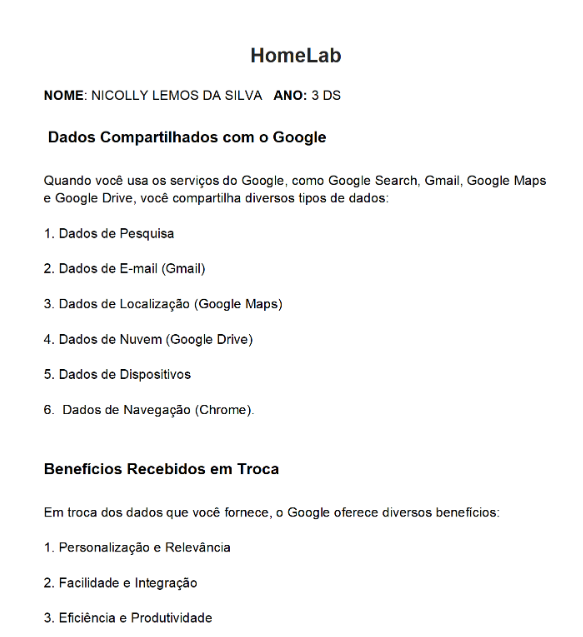 HomeLab
NOME: NICOLLY LEMOS DA SILVA ANO: 3 DS
Dados Compartilhados com o Google
Quando você usa os serviços do Google, como Google Search, Gmail, Google Maps
e Google Drive, você compartilha diversos tipos de dados:
1. Dados de Pesquisa
2. Dados de E-mail (Gmail)
3. Dados de Localização (Google Maps)
4. Dados de Nuvem (Google Drive)
5. Dados de Dispositivos
6. Dados de Navegação (Chrome).
Benefícios Recebidos em Troca
Em troca dos dados que você fornece, o Google oferece diversos benefícios:
1. Personalização e Relevância
2. Facilidade e Integração
3. Eficiência e Produtividade